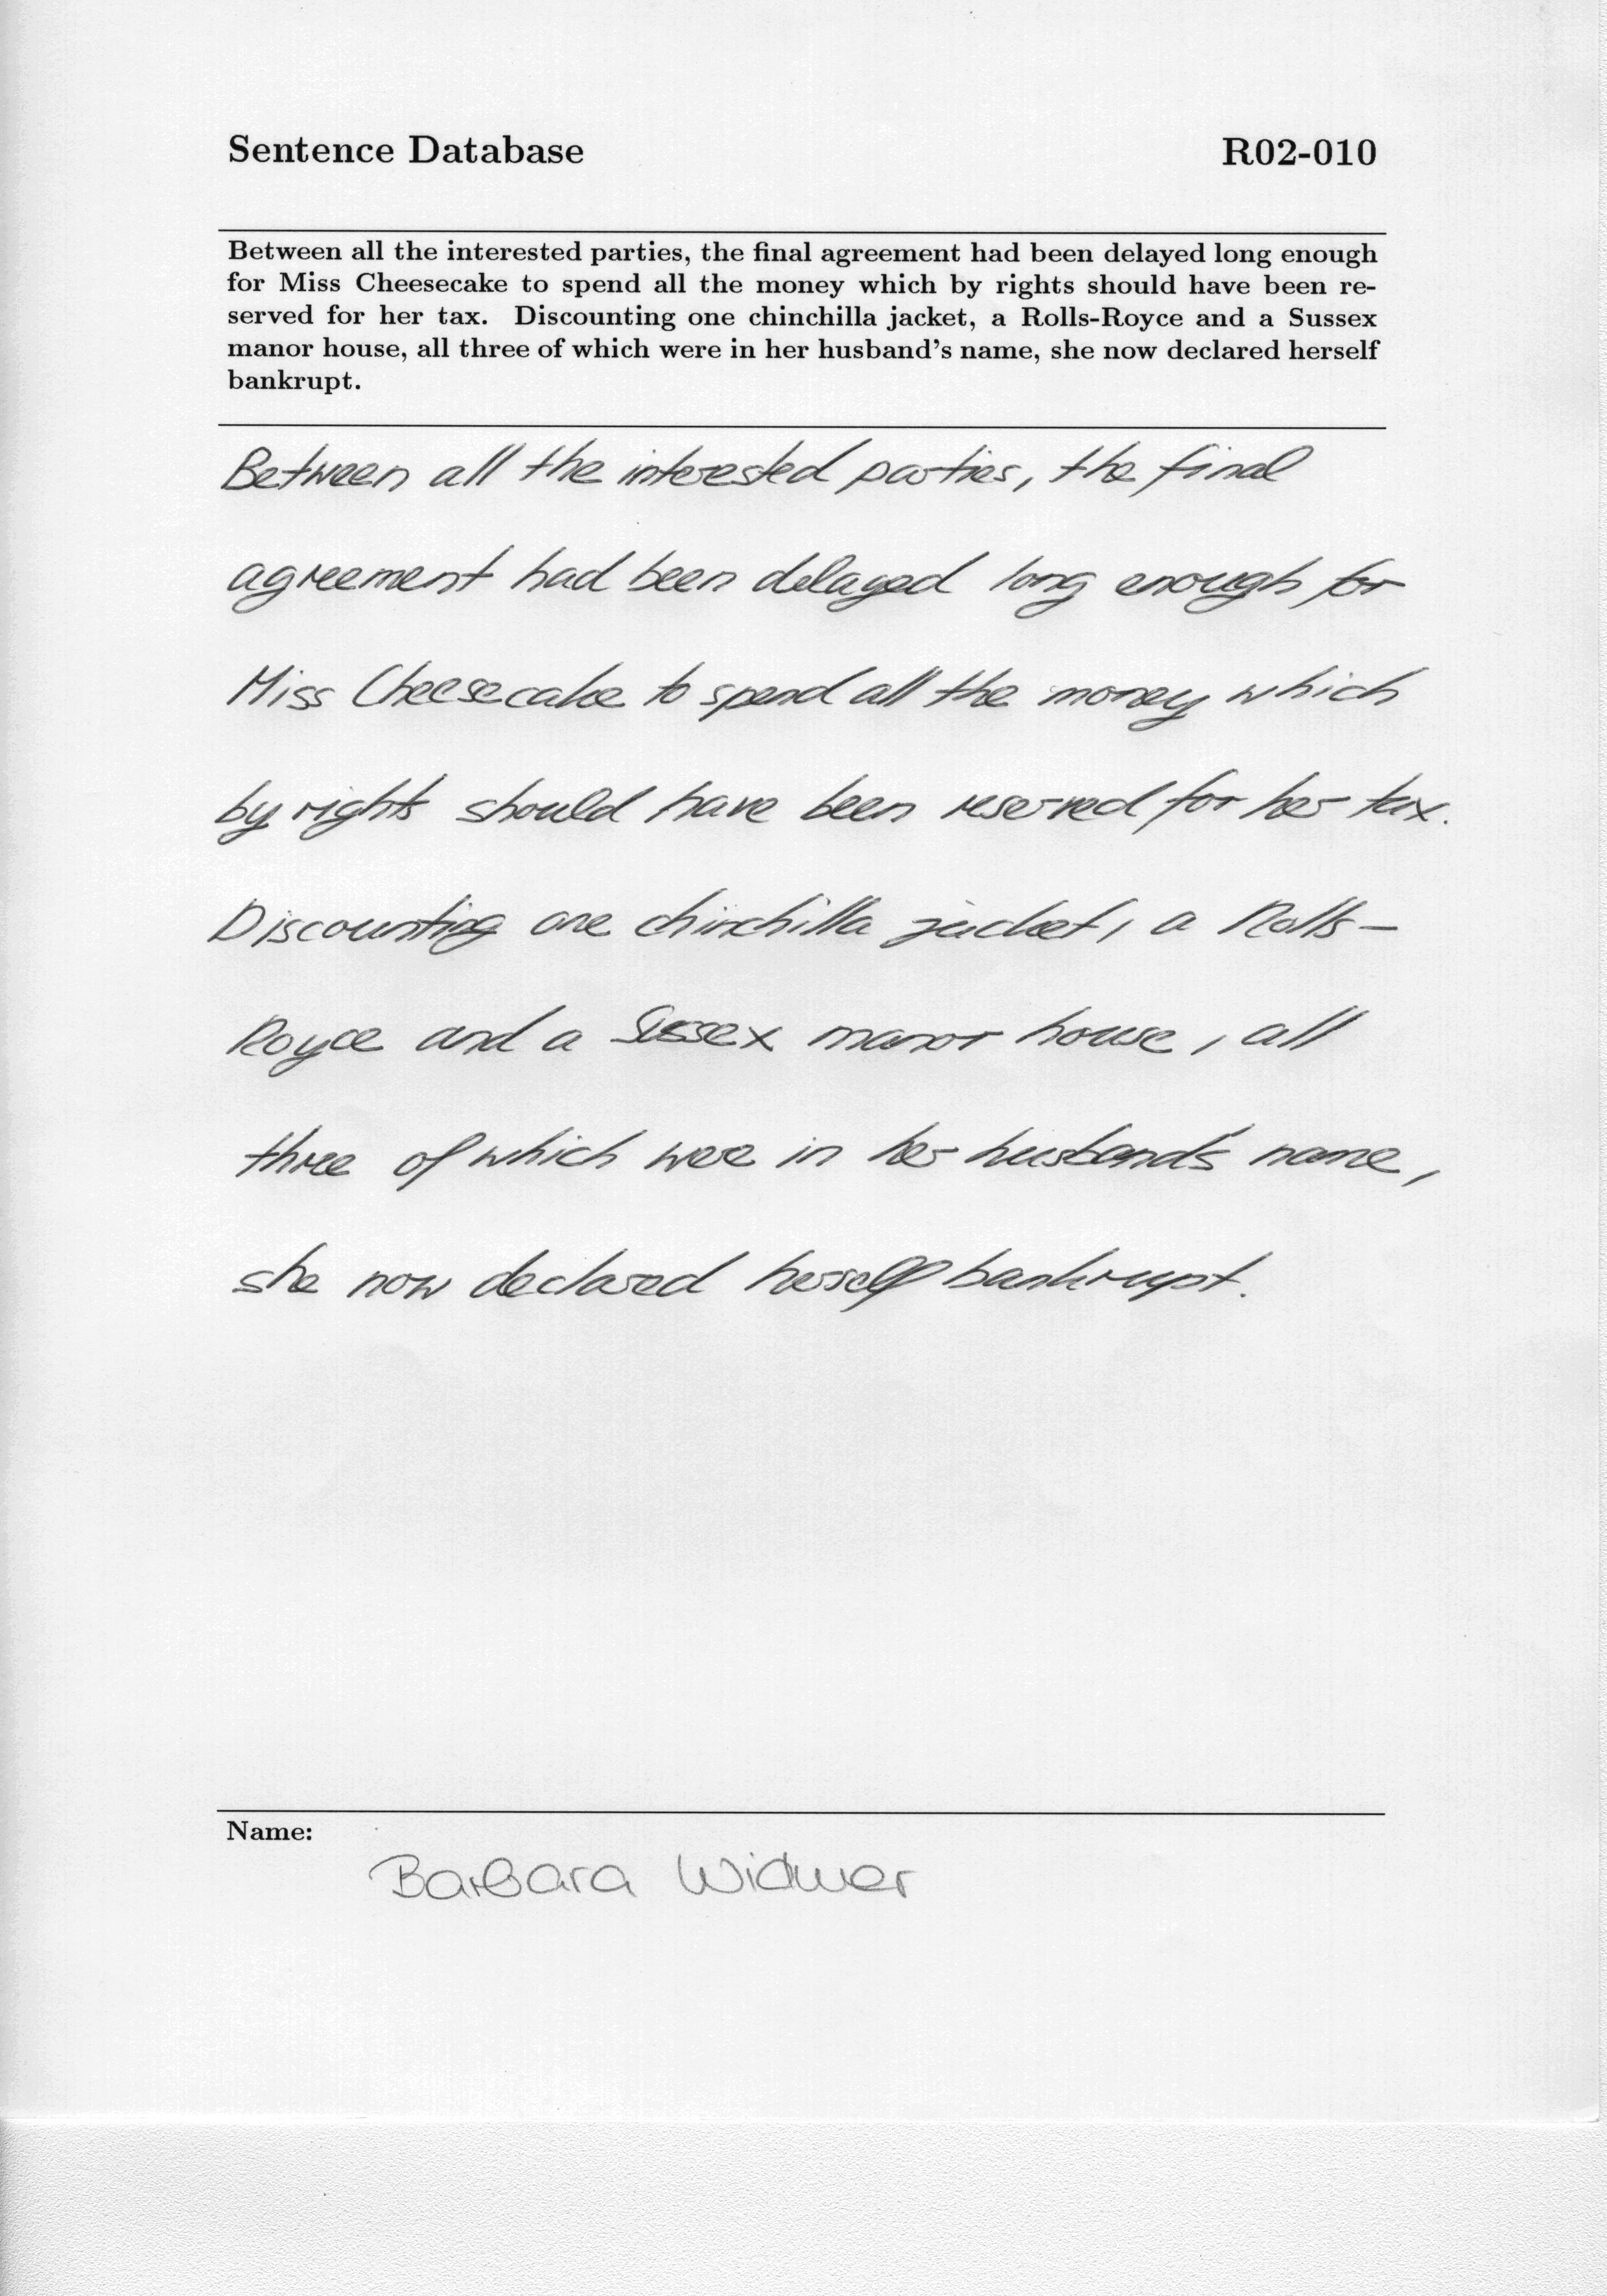 Sentence Database R02-010
Between all the interested parties, the final agreement had been delayed long enough
for Miss Cheesecake to spend all the money which by rights should have been re-
served for her tax. Discounting one chinchilla jacket, a Rolls-Royce and a Sussex
manor house, all three of which were in her husband's name, she now declared herself
bankrupt.
Between all the interested parties, the final
agreement had been delayed long enough for
Miss Cheesecake to spend all the money which
by rights should have been reserved for her tax.
Discounting one chinchilla jacket, a Rolls-
Royce and a Sussex manor house, all
three of which were in her husband's name,
she now declared herself bankrupt.
Name:
Barbara Widmer